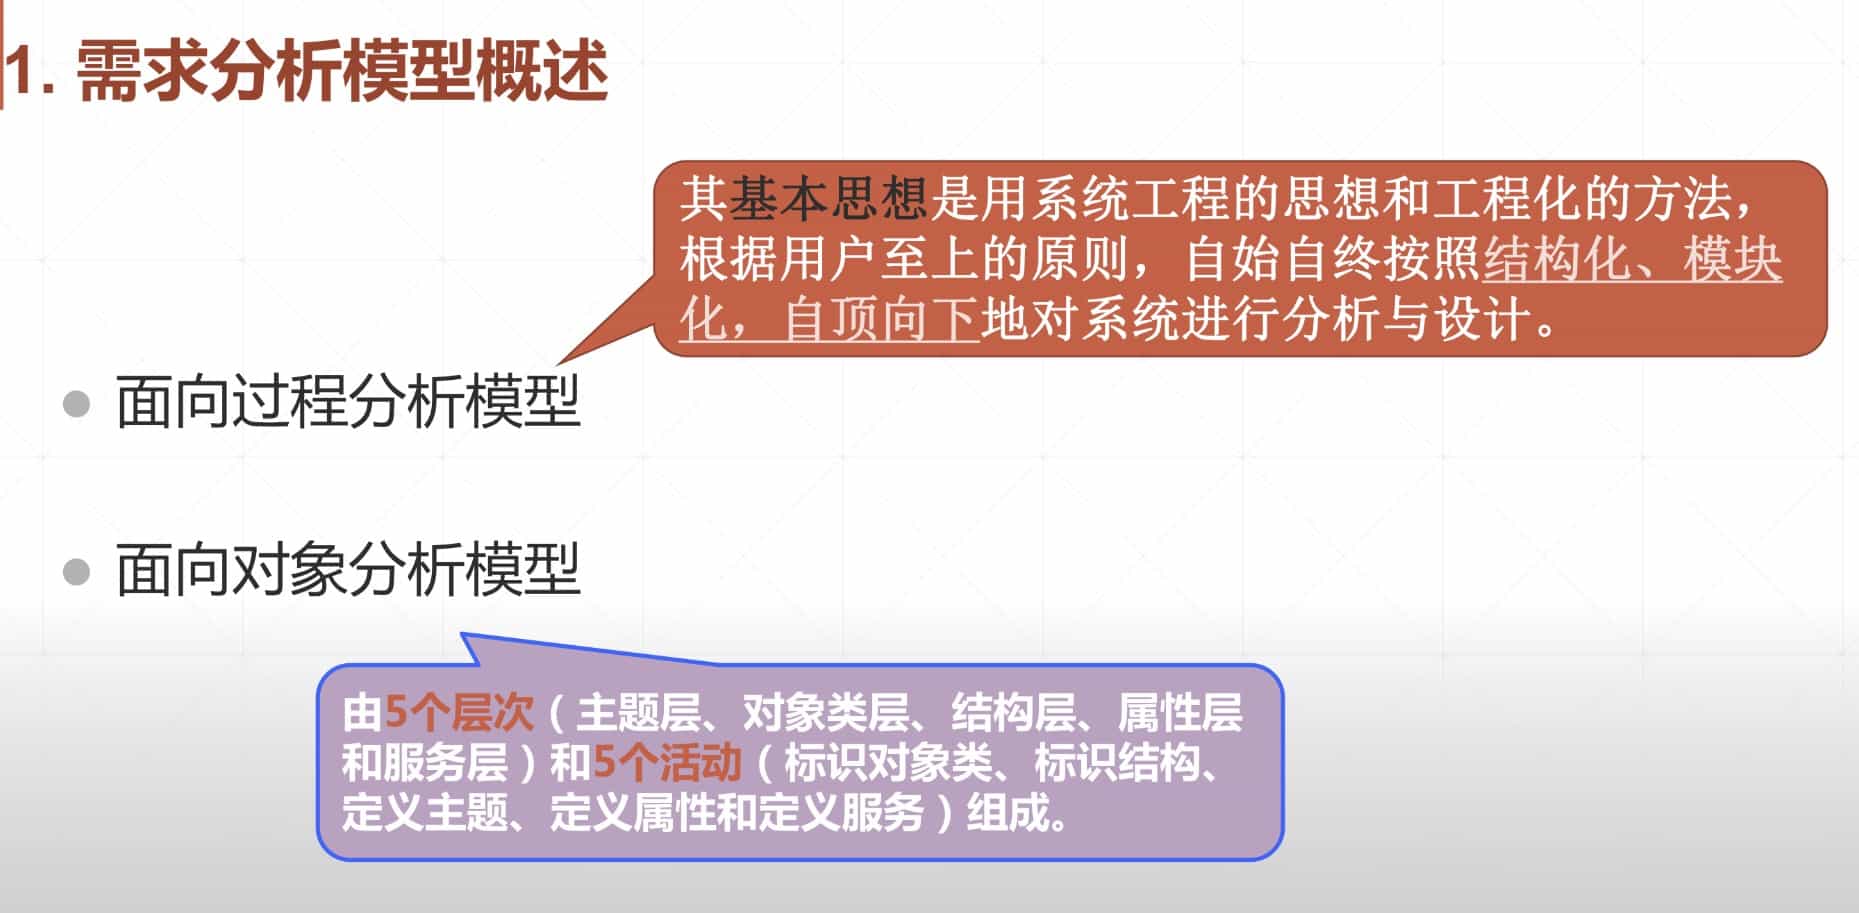 1. 需求分析模型概述
其基本思想是用系统工程的思想和工程化的方法，
根据用户至上的原则，自始自终按照结构化、模块
化，自顶向下地对系统进行分析与设计。
面向过程分析模型
面向对象分析模型
由5个层次（主题层、对象类层、结构层、属性层
和服务层）和5个活动（标识对象类、标识结构、
定义主题、定义属性和定义服务）组成。